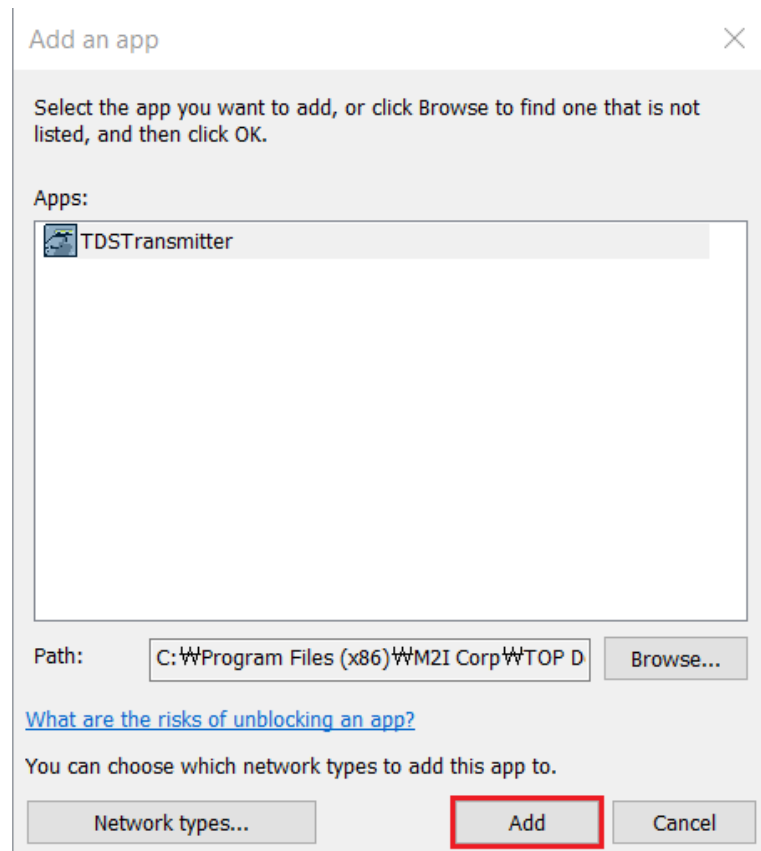 Add an app
Select the app you want to add, or click Browse to find one that is not
listed, and then click OK.
Apps:
TDSTransmitter
Path:
C:₩Program Files (x86)₩M2I Corp₩TOP D
Browse...
What are the risks of unblocking an app?
You can choose which network types to add this app to.
Network types...
Add
Cancel